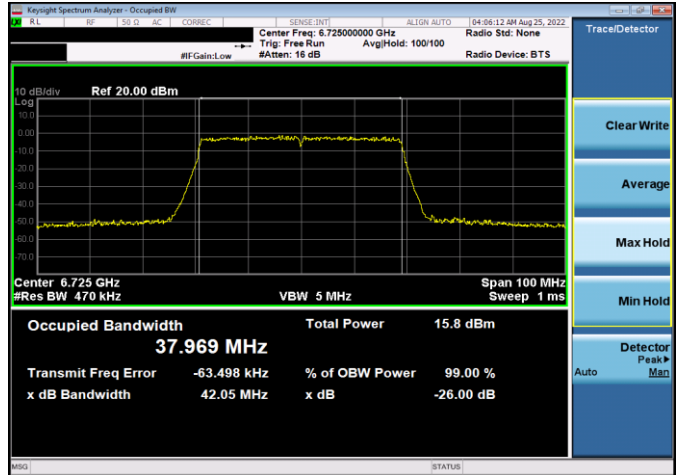 Keysight Spectrum Analyzer - Occupied BW
RL RF 50 Ω AC CORREC SENSE:INT ALIGN AUTO 04:06:12 AM Aug 25, 2022
Center Freq: 6.725000000 GHz Radio Std: None
Trig: Free Run Avg|Hold: 100/100
#IFGain:Low #Atten: 16 dB Radio Device: BTS
10 dB/div Ref 20.00 dBm
Log
10.0
0.00
-10.0
-20.0
-30.0
-40.0
-50.0
-60.0
-70.0
Center 6.725 GHz Span 100 MHz
#Res BW 470 kHz VBW 5 MHz Sweep 1 ms
Occupied Bandwidth Total Power 15.8 dBm
37.969 MHz
Transmit Freq Error -63.498 kHz % of OBW Power 99.00 %
x dB Bandwidth 42.05 MHz x dB -26.00 dB
MSG STATUS
Trace/Detector
Clear Write
Average
Max Hold
Min Hold
Detector
Peak▶
Auto Man